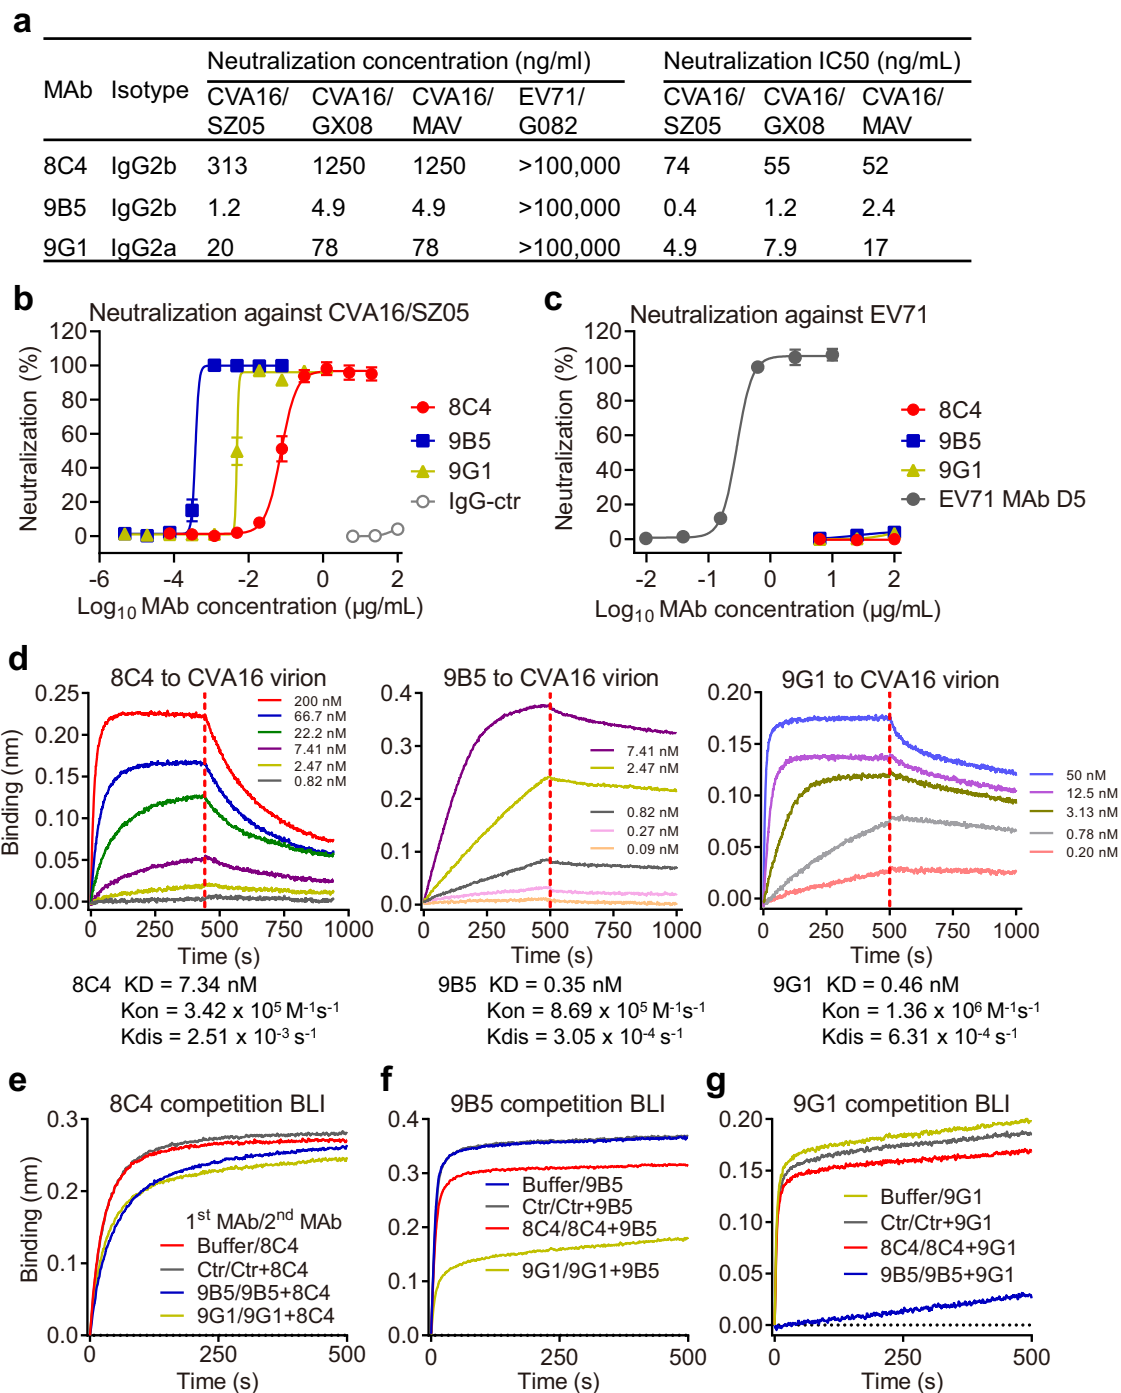 a
Neutralization concentration (ng/ml) Neutralization IC50 (ng/mL)
MAb Isotype CVA16/ CVA16/ CVA16/ EV71/ CVA16/ CVA16/ CVA16/
SZ05 GX08 MAV G082 SZ05 GX08 MAV
8C4 IgG2b 313 1250 1250 >100,000 74 55 52
9B5 IgG2b 1.2 4.9 4.9 >100,000 0.4 1.2 2.4
9G1 IgG2a 20 78 78 >100,000 4.9 7.9 17
b
Neutralization against CVA16/SZ05
Neutralization (%)
120
100
80
60
40
20
0
-6 -4 -2 0 2
Log10 MAb concentration (µg/mL)
8C4
9B5
9G1
IgG-ctr
c
Neutralization against EV71
Neutralization (%)
120
100
80
60
40
20
0
-2 -1 0 1 2
Log10 MAb concentration (µg/mL)
8C4
9B5
9G1
EV71 MAb D5
d
8C4 to CVA16 virion
Binding (nm)
0.25
0.20
0.15
0.10
0.05
0.00
0 250 500 750 1000
Time (s)
200 nM
66.7 nM
22.2 nM
7.41 nM
2.47 nM
0.82 nM
8C4 KD = 7.34 nM
Kon = 3.42 x 10⁵ M⁻¹s⁻¹
Kdis = 2.51 x 10⁻³ s⁻¹
9B5 to CVA16 virion
0.4
0.3
0.2
0.1
0.0
0 250 500 750 1000
Time (s)
7.41 nM
2.47 nM
0.82 nM
0.27 nM
0.09 nM
9B5 KD = 0.35 nM
Kon = 8.69 x 10⁵ M⁻¹s⁻¹
Kdis = 3.05 x 10⁻⁴ s⁻¹
9G1 to CVA16 virion
0.20
0.15
0.10
0.05
0.00
0 250 500 750 1000
Time (s)
50 nM
12.5 nM
3.13 nM
0.78 nM
0.20 nM
9G1 KD = 0.46 nM
Kon = 1.36 x 10⁶ M⁻¹s⁻¹
Kdis = 6.31 x 10⁻⁴ s⁻¹
e
8C4 competition BLI
Binding (nm)
0.3
0.2
0.1
0.0
0 250 500
Time (s)
1st MAb/2nd MAb
Buffer/8C4
Ctr/Ctr+8C4
9B5/9B5+8C4
9G1/9G1+8C4
f
9B5 competition BLI
0.4
0.3
0.2
0.1
0.0
0 250 500
Time (s)
Buffer/9B5
Ctr/Ctr+9B5
8C4/8C4+9B5
9G1/9G1+9B5
g
9G1 competition BLI
0.20
0.15
0.10
0.05
0.00
0 250 500
Time (s)
Buffer/9G1
Ctr/Ctr+9G1
8C4/8C4+9G1
9B5/9B5+9G1